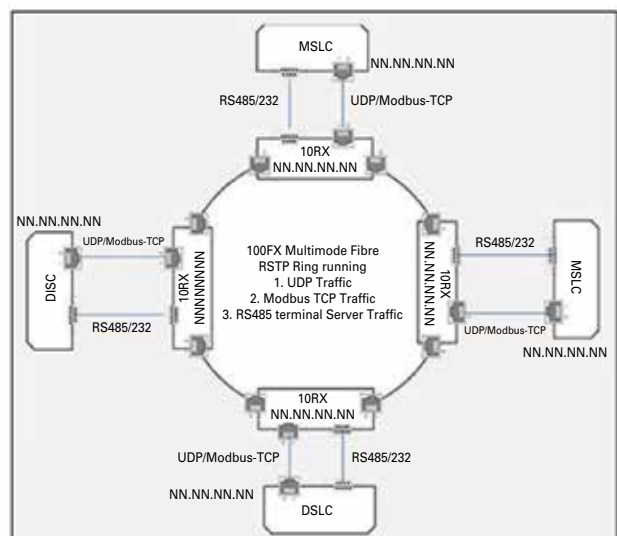 MSLC
NN.NN.NN.NN
RS485/232
UDP/Modbus-TCP
10RX
NN.NN.NN.NN
NN.NN.NN.NN
UDP/Modbus-TCP
DISC
RS485/232
10RX
NN.NN.NN.NN
100FX Multimode Fibre
RSTP Ring running
1. UDP Traffic
2. Modbus TCP Traffic
3. RS485 terminal Server Traffic
10RX
NN.NN.NN.NN
RS485/232
MSLC
UDP/Modbus-TCP
NN.NN.NN.NN
10RX
NN.NN.NN.NN
UDP/Modbus-TCP
RS485/232
NN.NN.NN.NN
DSLC